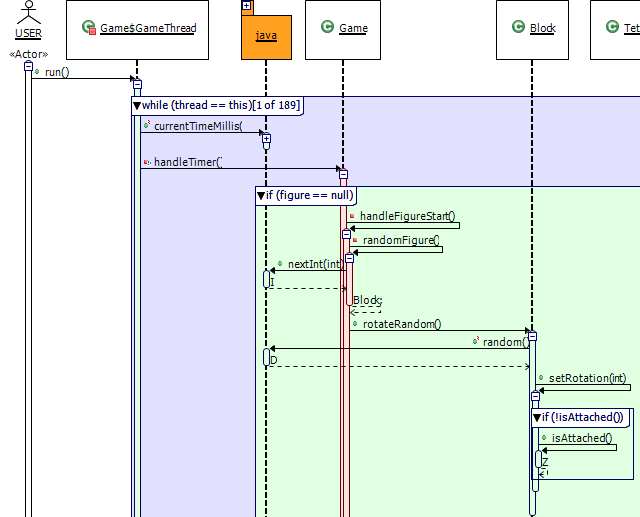 USER
Game$GameThread
java
Game
Block
Tet
«Actor»
run()
while (thread == this)[1 of 189]
currentTimeMillis(
handleTimer()
if (figure == null)
handleFigureStart()
randomFigure()
nextInt(int)
I
Block;
rotateRandom()
random()
D
setRotation(int)
if (!isAttached())
isAttached()
Z